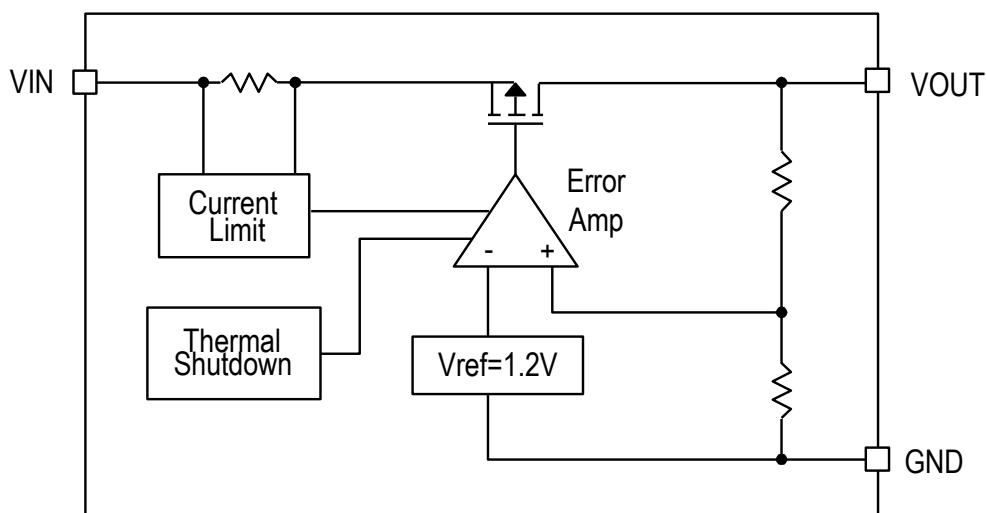 VIN
VOUT
Current
Limit
Error
Amp
- +
Thermal
Shutdown
Vref=1.2V
GND